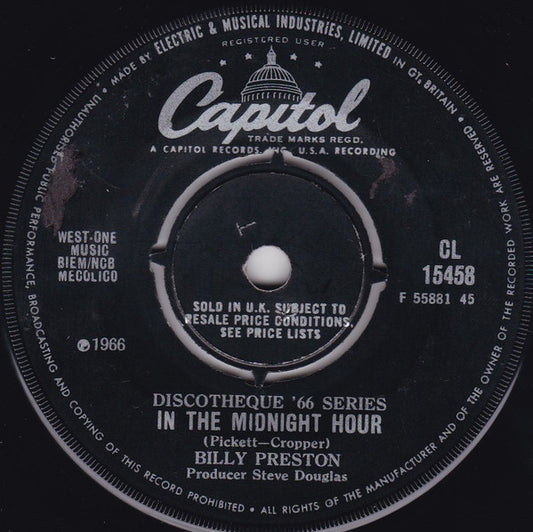 MADE BY ELECTRIC & MUSICAL INDUSTRIES, LIMITED IN GT. BRITAIN • ALL RIGHTS OF THE MANUFACTURER AND OF THE OWNER OF THE RECORDED WORK ARE RESERVED
UNAUTHORISED PUBLIC PERFORMANCE, BROADCASTING AND COPYING OF THIS RECORD PROHIBITED •
REGISTERED USER
Capitol
TRADE MARKS REGD.
A CAPITOL RECORDS, INC., U.S.A. RECORDING
WEST-ONE
MUSIC
BIEM/NCB
MECOLICO
CL
15458
F 55881 45
SOLD IN U.K. SUBJECT TO
RESALE PRICE CONDITIONS,
SEE PRICE LISTS
℗1966
DISCOTHEQUE '66 SERIES
IN THE MIDNIGHT HOUR
(Pickett—Cropper)
BILLY PRESTON
Producer Steve Douglas